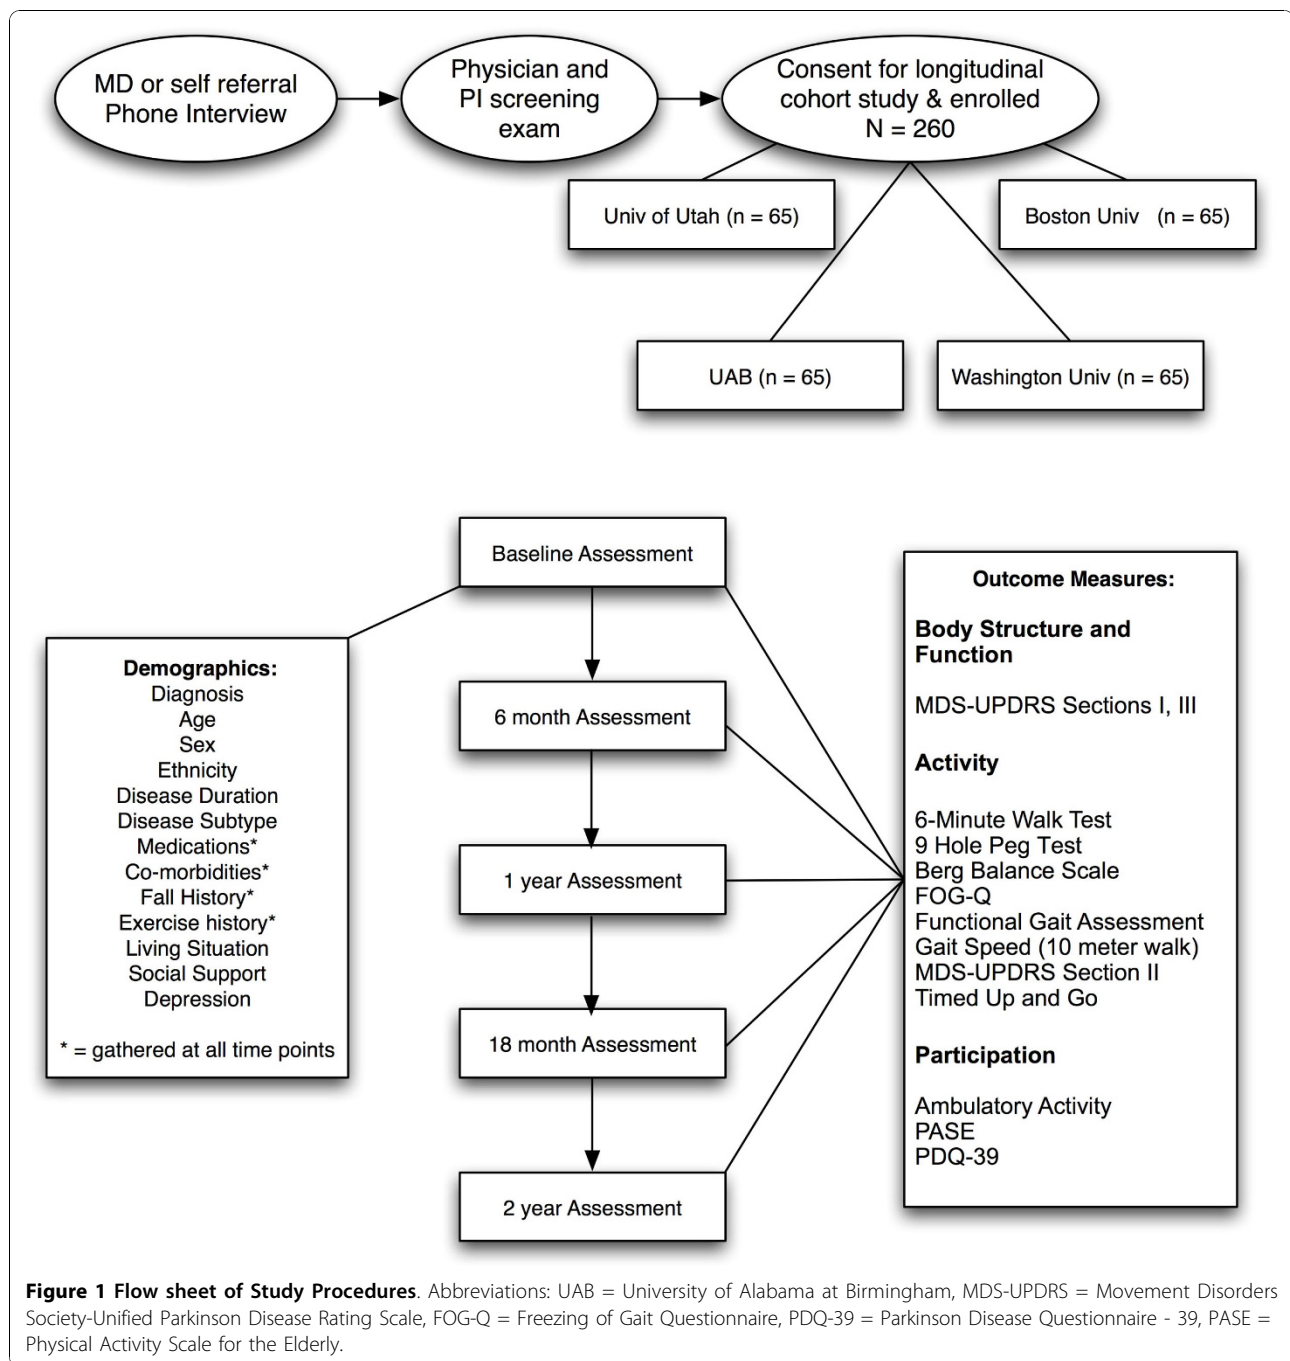 MD or self referral
Phone Interview
Physician and
PI screening
exam
Consent for longitudinal
cohort study & enrolled
N = 260
Univ of Utah (n = 65)
Boston Univ (n = 65)
UAB (n = 65)
Washington Univ (n = 65)
Baseline Assessment
6 month Assessment
1 year Assessment
18 month Assessment
2 year Assessment
Demographics:
Diagnosis
Age
Sex
Ethnicity
Disease Duration
Disease Subtype
Medications*
Co-morbidities*
Fall History*
Exercise history*
Living Situation
Social Support
Depression
* = gathered at all time points
Outcome Measures:
Body Structure and
Function
MDS-UPDRS Sections I, III
Activity
6-Minute Walk Test
9 Hole Peg Test
Berg Balance Scale
FOG-Q
Functional Gait Assessment
Gait Speed (10 meter walk)
MDS-UPDRS Section II
Timed Up and Go
Participation
Ambulatory Activity
PASE
PDQ-39
Figure 1 Flow sheet of Study Procedures. Abbreviations: UAB = University of Alabama at Birmingham, MDS-UPDRS = Movement Disorders
Society-Unified Parkinson Disease Rating Scale, FOG-Q = Freezing of Gait Questionnaire, PDQ-39 = Parkinson Disease Questionnaire - 39, PASE =
Physical Activity Scale for the Elderly.